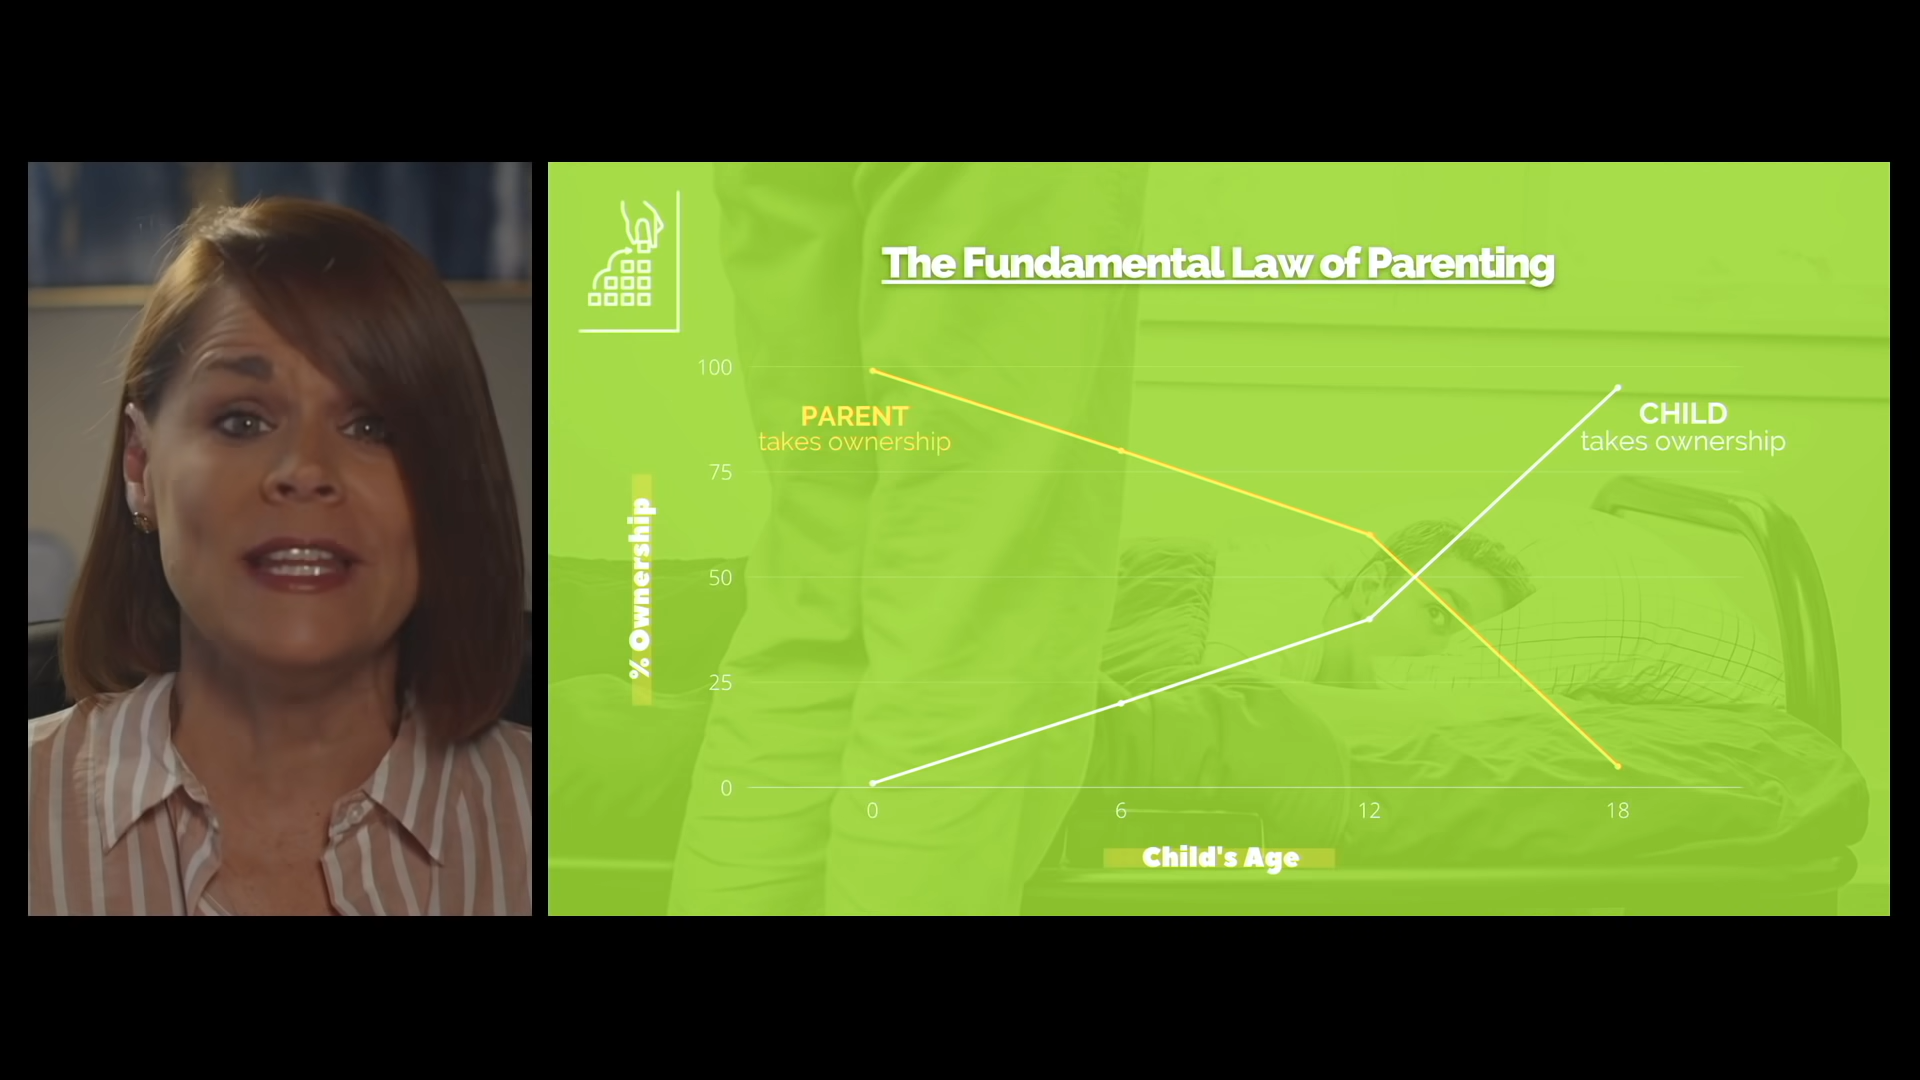 The Fundamental Law of Parenting
100
PARENT
takes ownership
CHILD
takes ownership
75
% Ownership
50
25
0
0 6 12 18
Child's Age